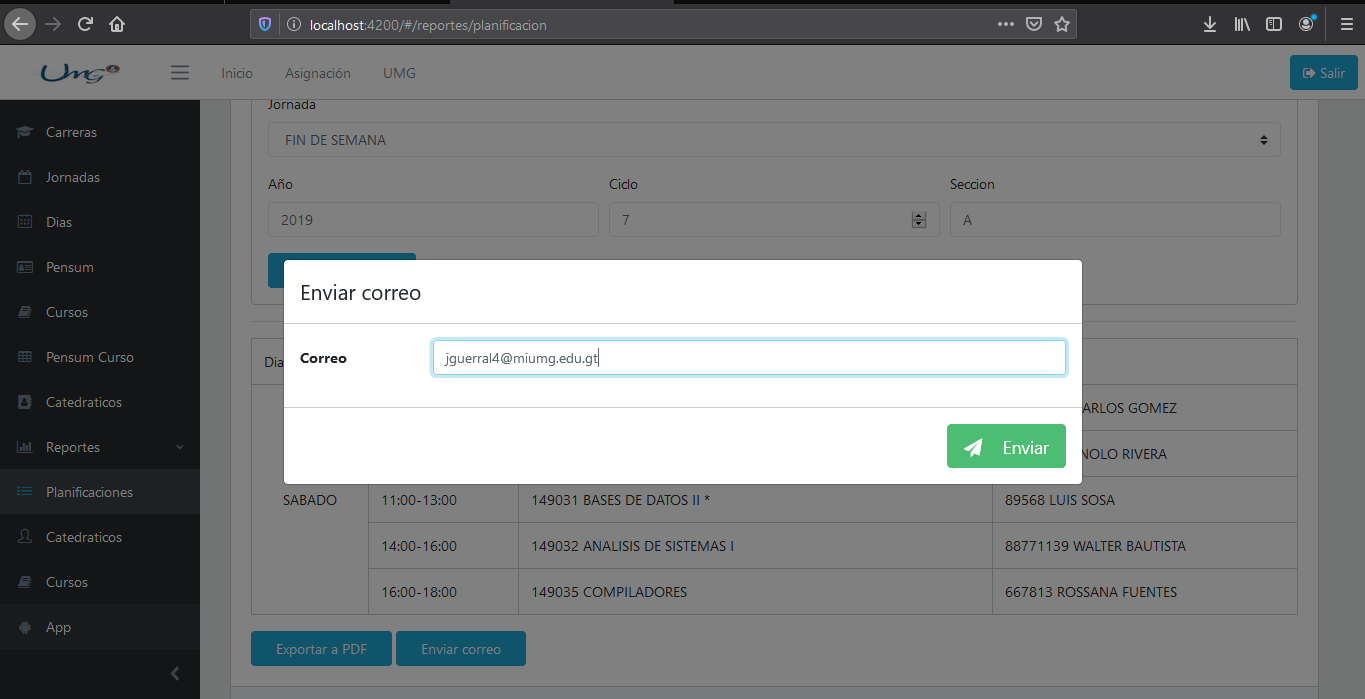 localhost:4200/#/reportes/planificacion
Umg
Inicio Asignación UMG
Salir
Carreras
Jornadas
Dias
Pensum
Cursos
Pensum Curso
Catedraticos
Reportes
Planificaciones
Catedraticos
Cursos
App
Jornada
FIN DE SEMANA
Año Ciclo Seccion
2019 7 A
Enviar correo
Correo jguerral4@miumg.edu.gt
Enviar
Dia
ARLOS GOMEZ
NOLO RIVERA
SABADO 11:00-13:00 149031 BASES DE DATOS II * 89568 LUIS SOSA
14:00-16:00 149032 ANALISIS DE SISTEMAS I 88771139 WALTER BAUTISTA
16:00-18:00 149035 COMPILADORES 667813 ROSSANA FUENTES
Exportar a PDF Enviar correo